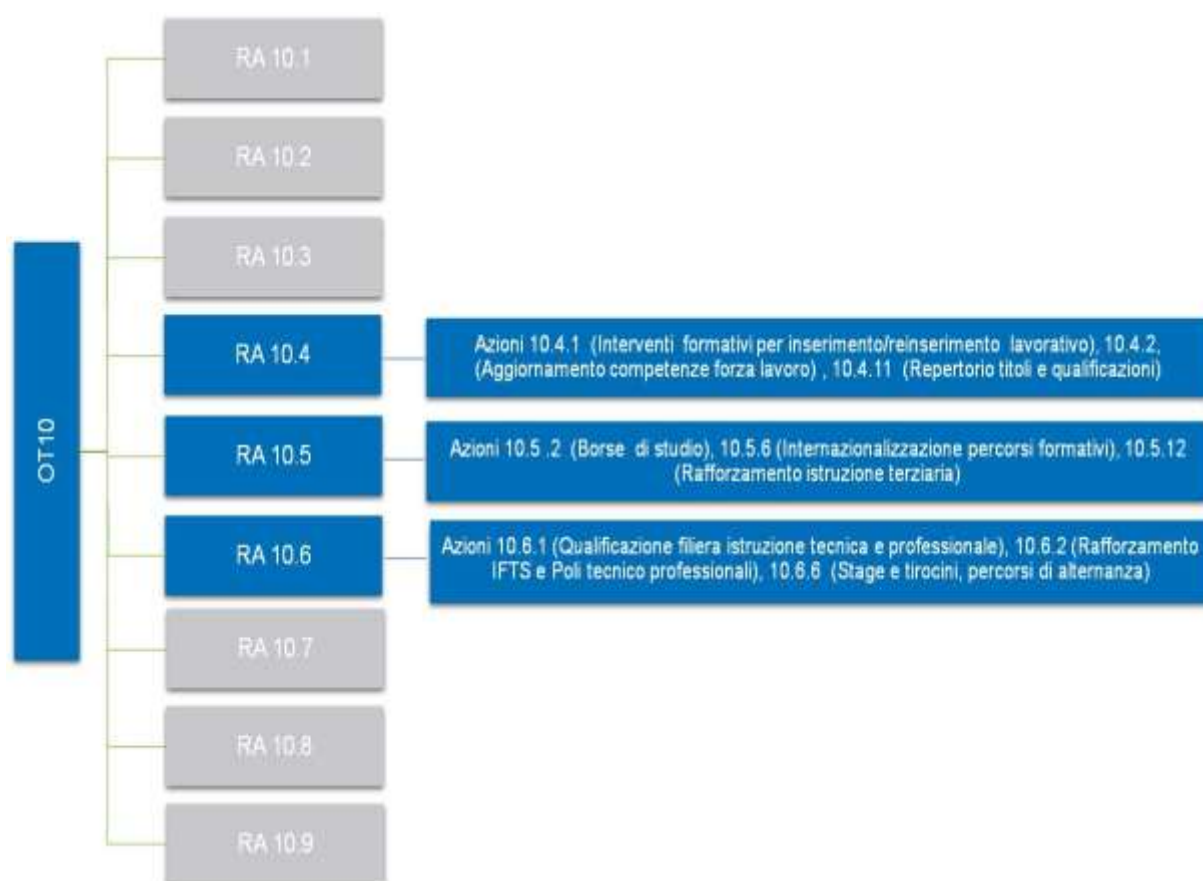 OT10
RA 10.1
RA 10.2
RA 10.3
RA 10.4
Azioni 10.4.1 (Interventi formativi per inserimento/reinserimento lavorativo), 10.4.2,
(Aggiornamento competenze forza lavoro) , 10.4.11 (Repertorio titoli e qualificazioni)
RA 10.5
Azioni 10.5 .2 (Borse di studio), 10.5.6 (Internazionalizzazione percorsi formativi), 10.5.12
(Rafforzamento istruzione terziaria)
RA 10.6
Azioni 10.6.1 (Qualificazione filiera istruzione tecnica e professionale), 10.6.2 (Rafforzamento
IFTS e Poli tecnico professionali), 10.6.6 (Stage e tirocini, percorsi di alternanza)
RA 10.7
RA 10.8
RA 10.9